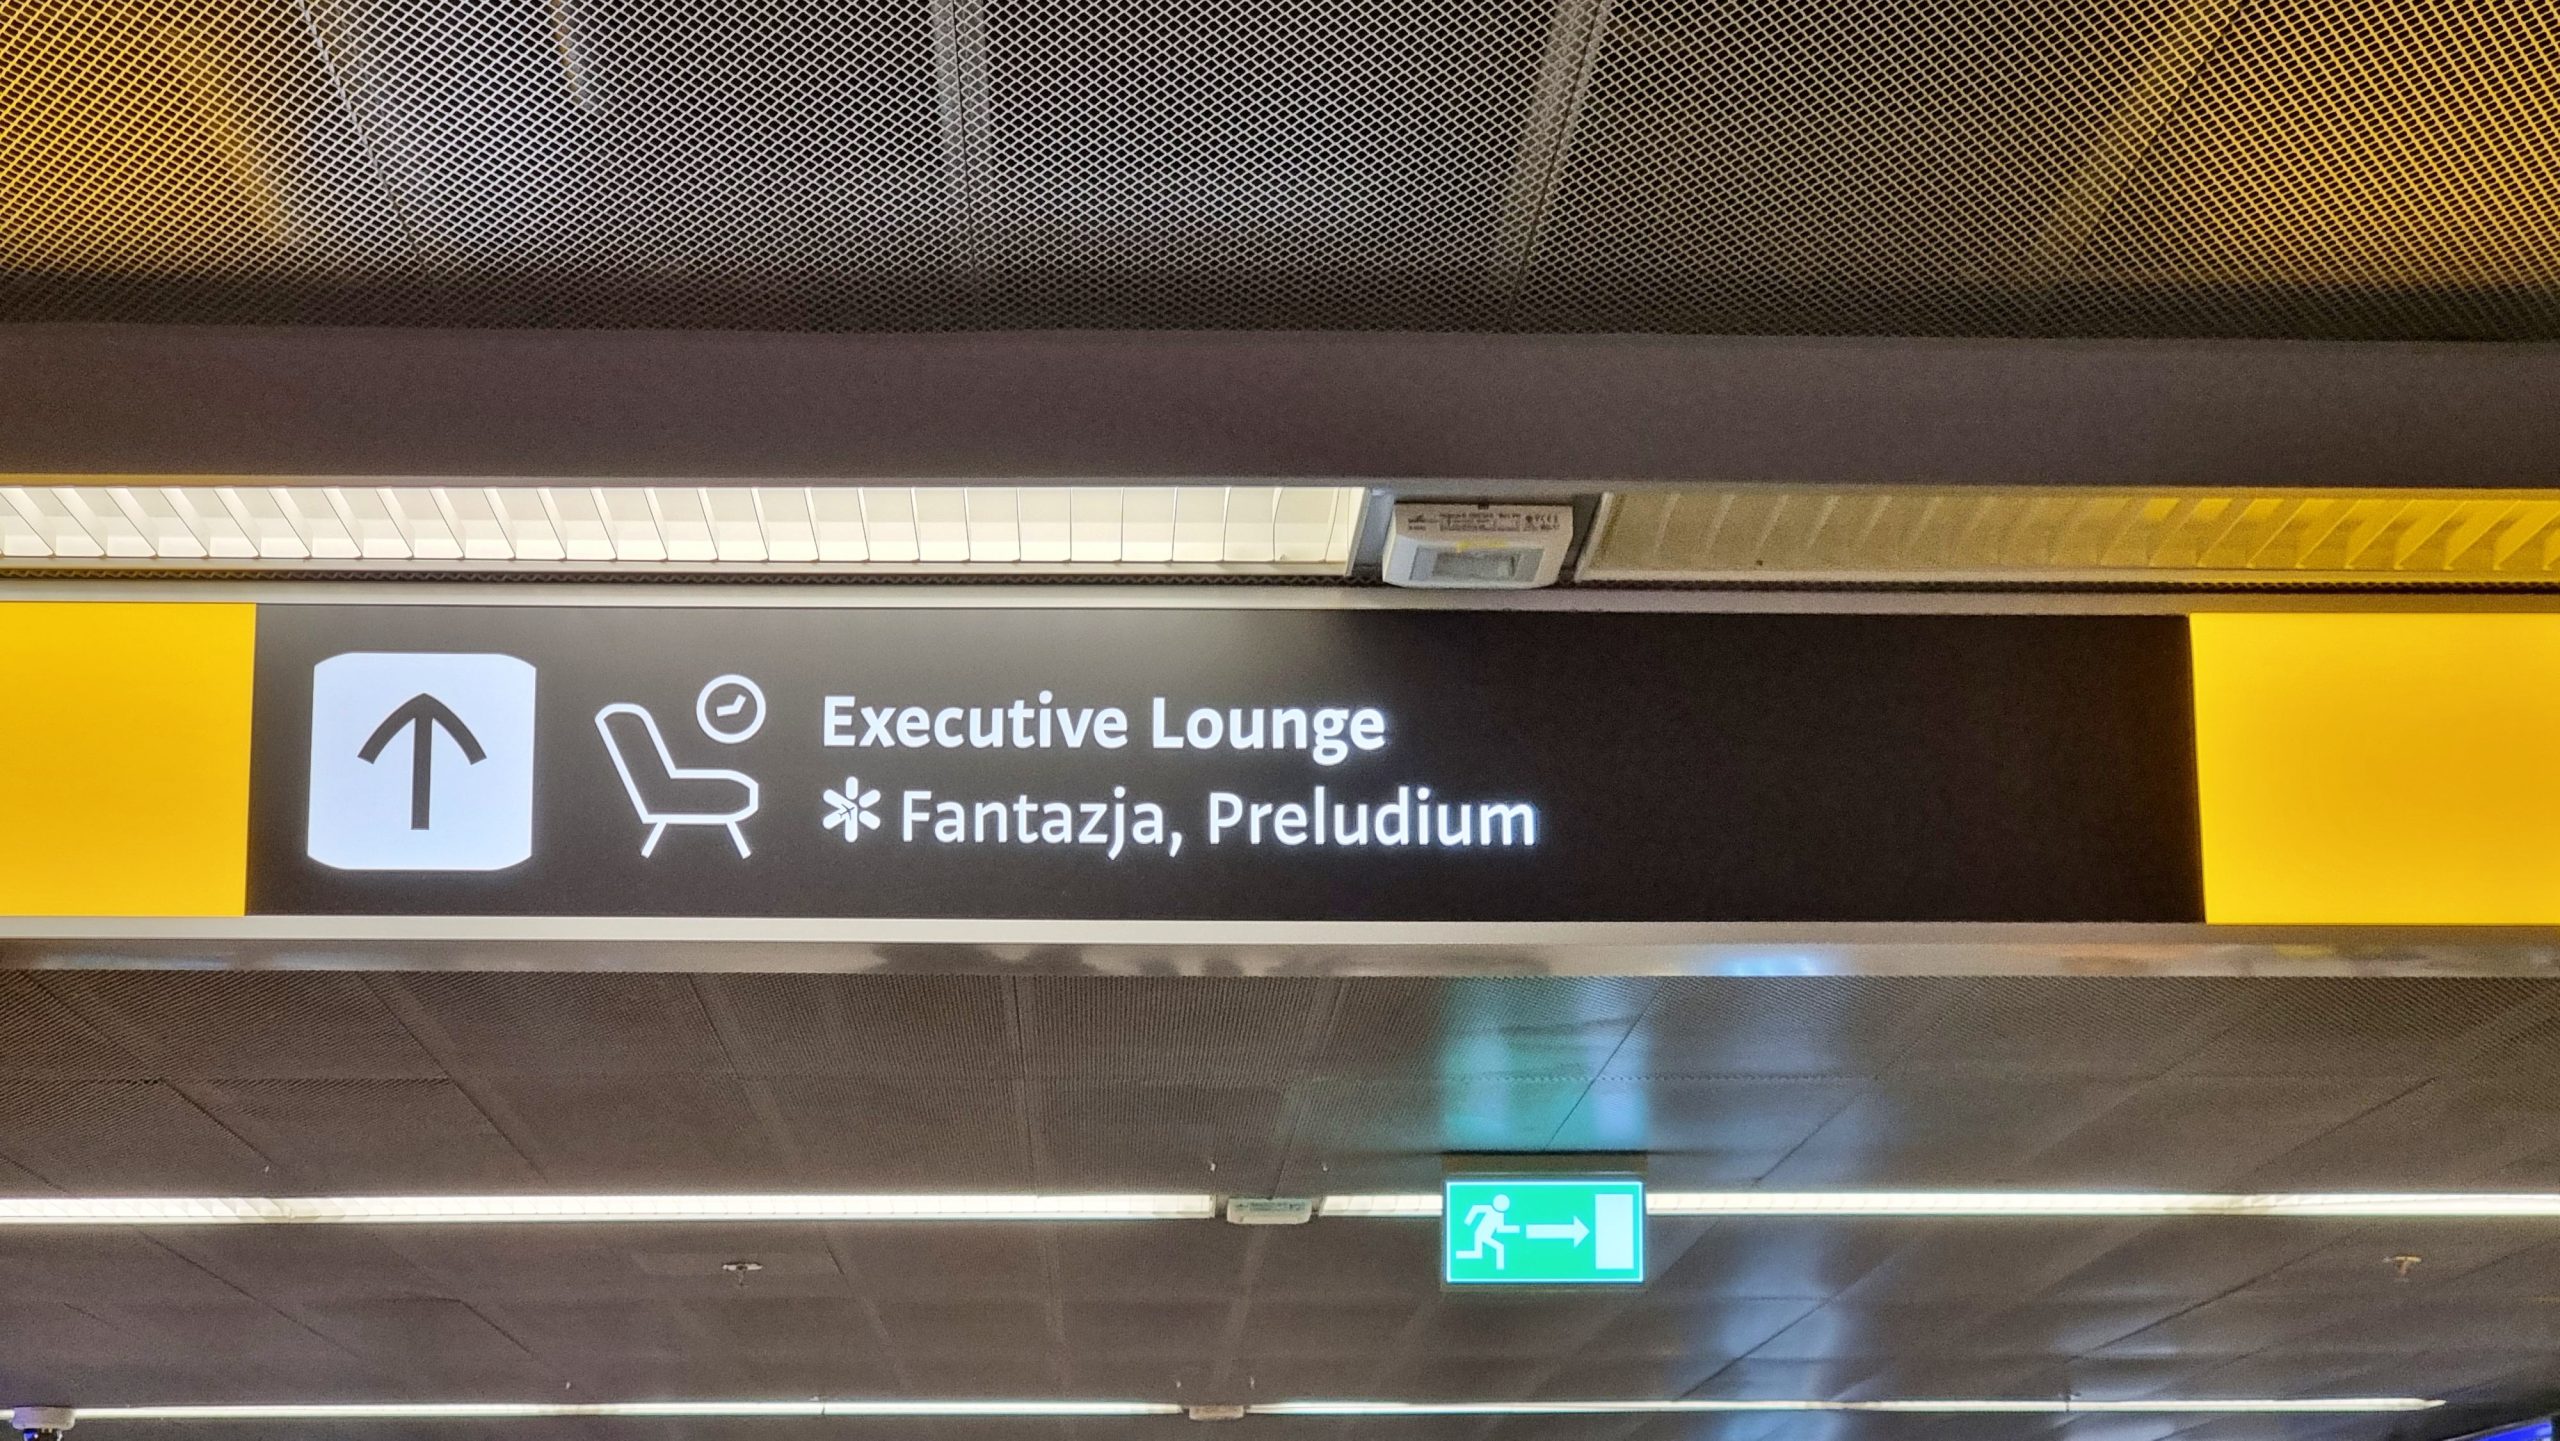 Executive Lounge
Fantazja, Preludium